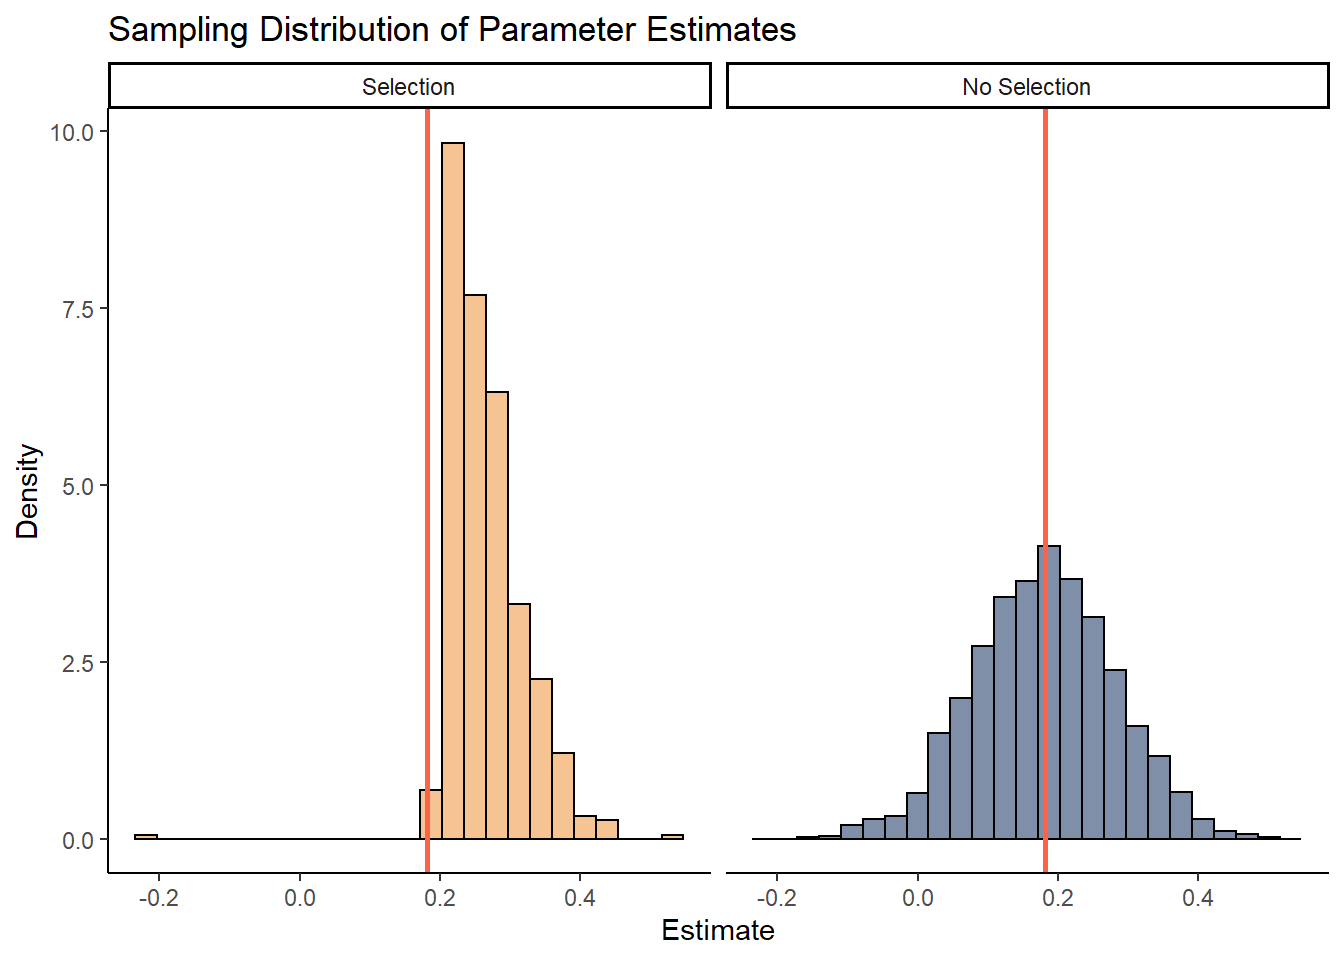 Sampling Distribution of Parameter Estimates
Selection
No Selection
10.0
7.5
5.0
2.5
0.0
Density
-0.2 0.0 0.2 0.4
-0.2 0.0 0.2 0.4
Estimate